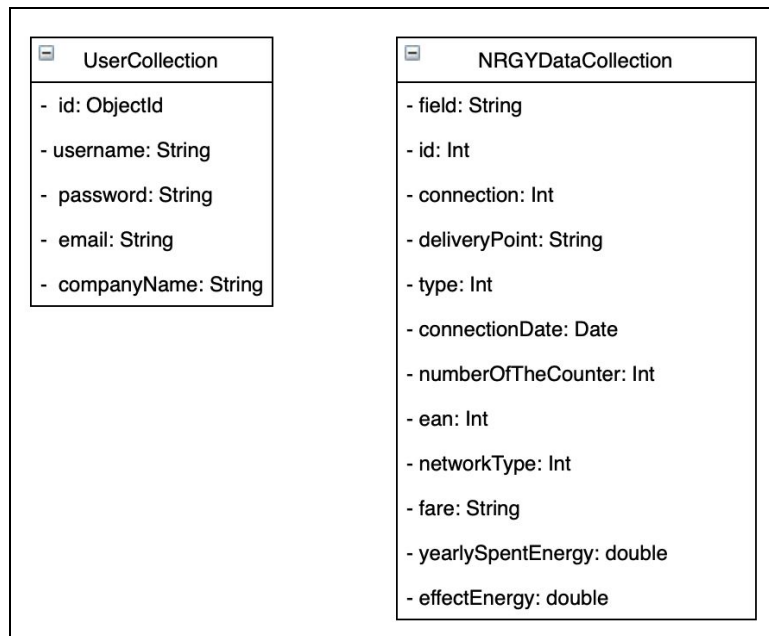 UserCollection
- id: ObjectId
- username: String
- password: String
- email: String
- companyName: String
NRGYDataCollection
- field: String
- id: Int
- connection: Int
- deliveryPoint: String
- type: Int
- connectionDate: Date
- numberOfTheCounter: Int
- ean: Int
- networkType: Int
- fare: String
- yearlySpentEnergy: double
- effectEnergy: double